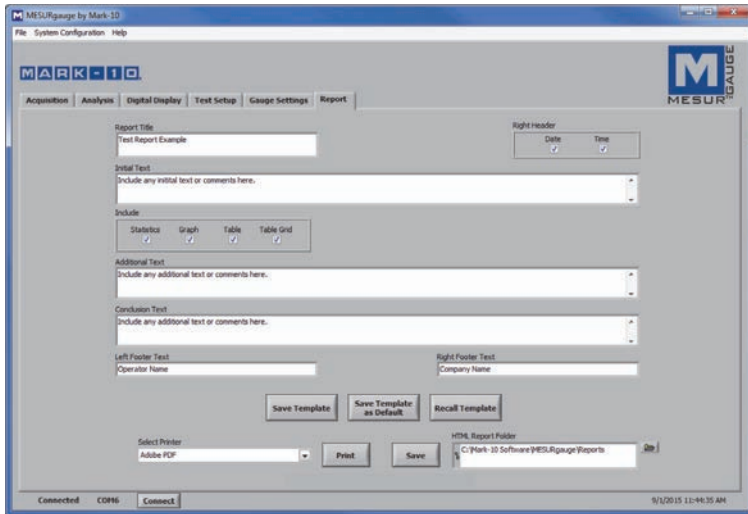 MESURgauge by Mark-10
File System Configuration Help
MARK-10
M
MESUR GAUGE
Acquisition Analysis Digital Display Test Setup Gauge Settings Report
Report Title
Test Report Example
Right Header
Date Time
Initial Text
Include any initital text or comments here.
Include
Statistics Graph Table Table Grid
Additional Text
Include any additional text or comments here.
Conclusion Text
Include any additional text or comments here.
Left Footer Text Right Footer Text
Operator Name Company Name
Save Template Save Template as Default Recall Template
Select Printer HTML Report Folder
Adobe PDF Print Save C:\Mark-10 Software\MESURgauge\Reports
Connected COM6 Connect 9/1/2015 11:44:35 AM